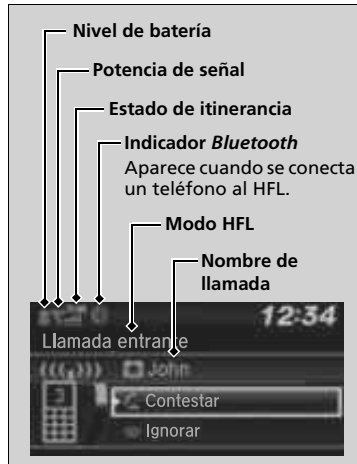 Nivel de batería
Potencia de señal
Estado de itinerancia
Indicador Bluetooth
Aparece cuando se conecta
un teléfono al HFL.
Modo HFL
Nombre de
llamada
12:34
Llamada entrante
John
3
Contestar
Ignorar